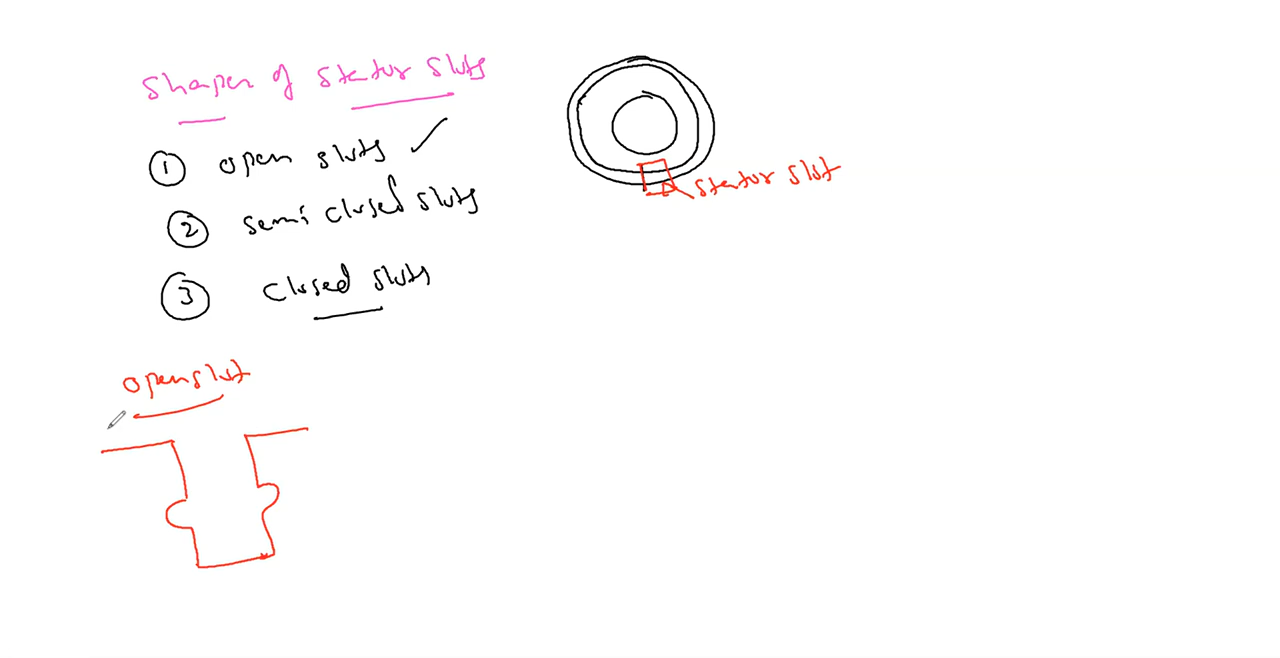 Shapes of stator slots
1 open slots
2 semi closed slots
3 closed slots
stator slot
open slot